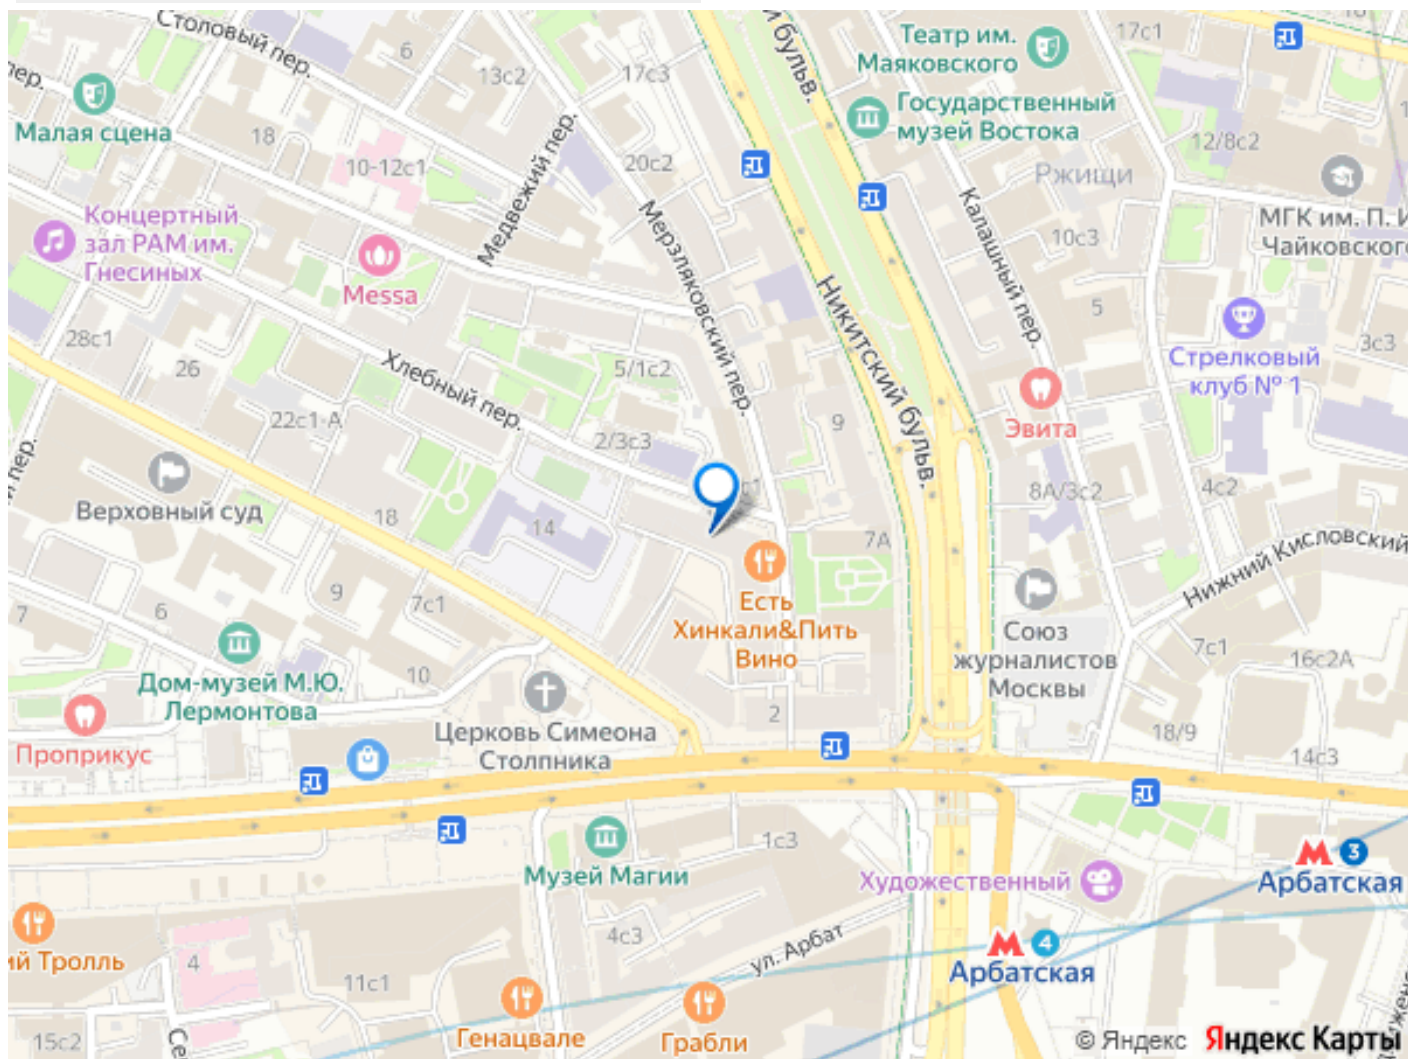 Столовый пер.
6
13с2
17с3
й бульв.
Театр им.
Маяковского
17с1
Государственный
музей Востока
12/8с2
Малая сцена
18
10-12с1
Медвежий пер.
20с2
Ржищи
МГК им. П. И
Чайковского
Концертный
зал РАМ им.
Гнесиных
Messa
Мерзляковский пер.
Калашный пер.
10с3
5
28с1
26
Хлебный пер.
5/1с2
Никитский бульв.
Стрелковый
клуб № 1
3с3
22с1-А
2/3с3
9
Эвита
пер.
Верховный суд
18
14
с1
7А
8А/3с2
4с2
Нижний Кисловский
7
6
9
7с1
Есть
Хинкали&Пить
Вино
Союз
журналистов
Москвы
7с1
16с2А
Дом-музей М.Ю.
Лермонтова
10
Проприкус
Церковь Симеона
Столпника
2
18/9
14с3
Музей Магии
1с3
Художественный
3
Арбатская
ий Тролль
4
4с3
ул. Арбат
4
Арбатская
11с1
15с2
Генацвале
Грабли
© Яндекс Яндекс Карты